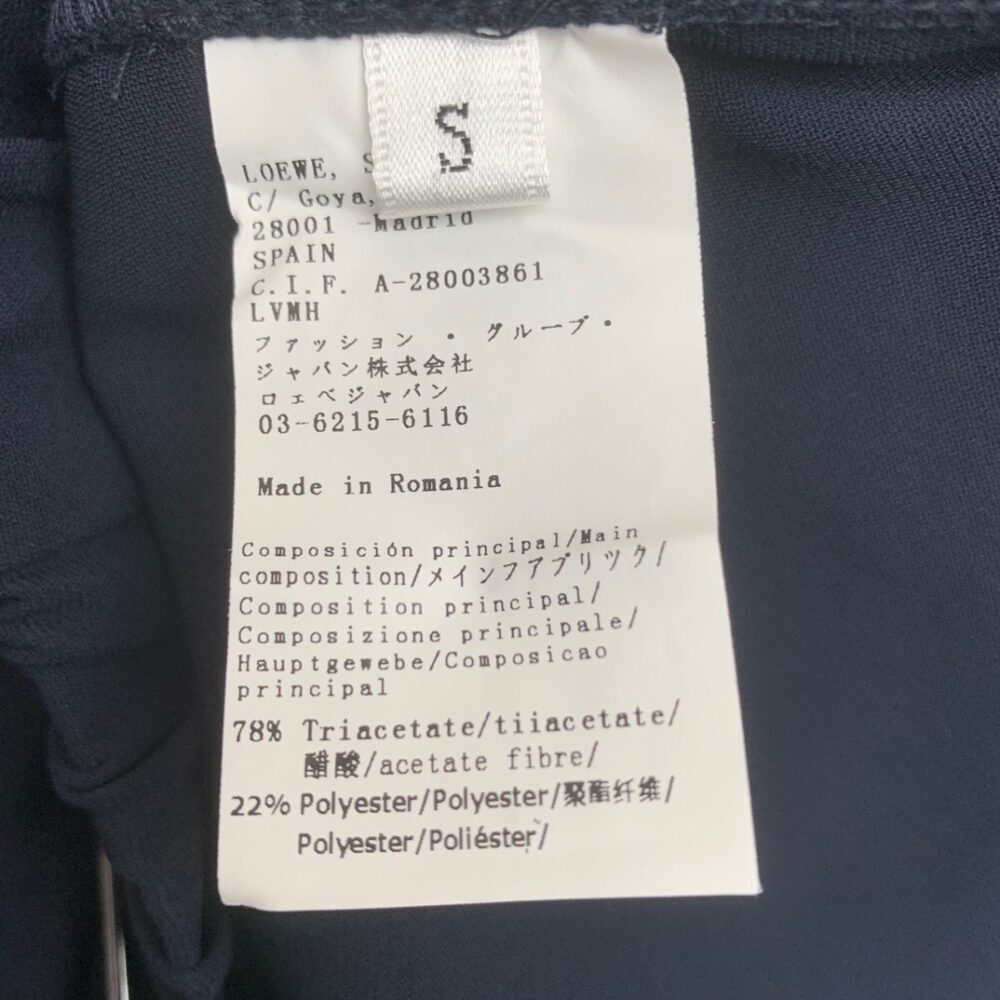 S
LOEWE, S
C/ Goya,
28001 -Madrid
SPAIN
C.I.F. A-28003861
LVMH
ファッション ・ グループ・
ジャパン株式会社
ロエベジャパン
03-6215-6116
Made in Romania
Composición principal/Main
composition/メインフアブリツク/
Composition principal/
Composizione principale/
Hauptgewebe/Composicao
principal
78% Triacetate/tiiacetate/
醋酸/acetate fibre/
22% Polyester/Polyester/聚酯纤维/
Polyester/Poliéster/